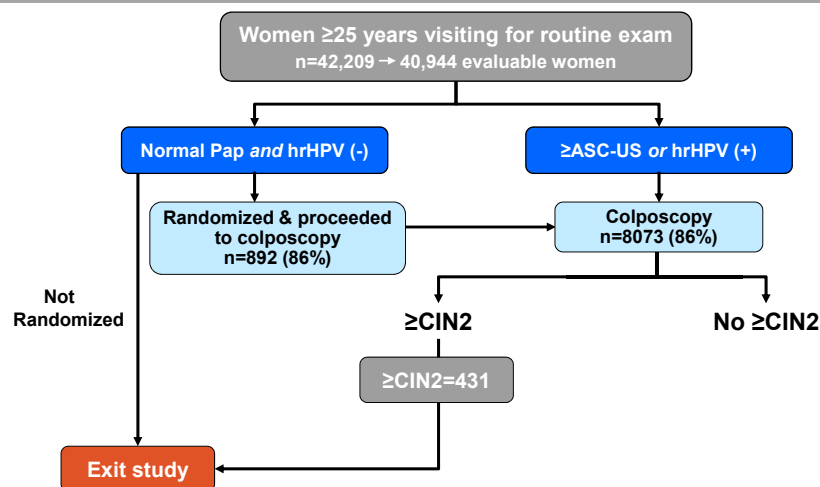 Women ≥25 years visiting for routine exam
n=42,209 → 40,944 evaluable women
Normal Pap and hrHPV (-)
≥ASC-US or hrHPV (+)
Randomized & proceeded
to colposcopy
n=892 (86%)
Colposcopy
n=8073 (86%)
Not
Randomized
≥CIN2
No ≥CIN2
≥CIN2=431
Exit study